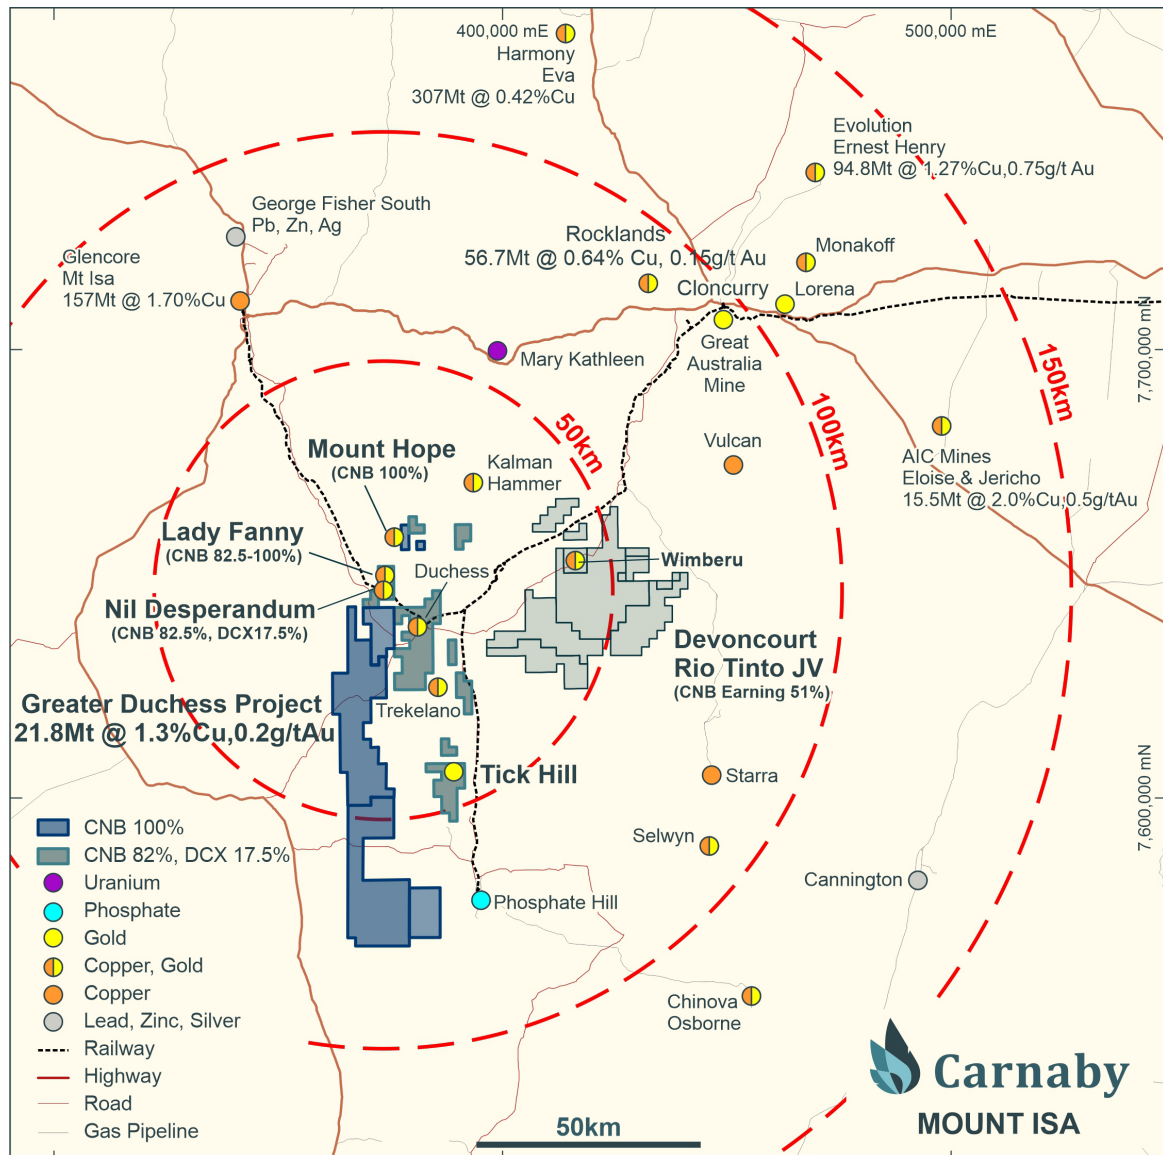 400,000 mE
500,000 mE
Harmony
Eva
307Mt @ 0.42%Cu
Evolution
Ernest Henry
94.8Mt @ 1.27%Cu,0.75g/t Au
George Fisher South
Pb, Zn, Ag
Glencore
Mt Isa
157Mt @ 1.70%Cu
Rocklands
56.7Mt @ 0.64% Cu, 0.15g/t Au
Monakoff
Cloncurry
Lorena
Great
Australia
Mine
Mary Kathleen
7,700,000 mN
50km
100km
150km
Mount Hope
(CNB 100%)
Kalman
Hammer
Vulcan
AIC Mines
Eloise & Jericho
15.5Mt @ 2.0%Cu,0.5g/tAu
Lady Fanny
(CNB 82.5-100%)
Duchess
Wimberu
Nil Desperandum
(CNB 82.5%, DCX17.5%)
Devoncourt
Rio Tinto JV
(CNB Earning 51%)
Greater Duchess Project
21.8Mt @ 1.3%Cu,0.2g/tAu
Trekelano
Tick Hill
Starra
7,600,000 mN
Selwyn
Cannington
Phosphate Hill
Chinova
Osborne
CNB 100%
CNB 82%, DCX 17.5%
Uranium
Phosphate
Gold
Copper, Gold
Copper
Lead, Zinc, Silver
Railway
Highway
Road
Gas Pipeline
50km
Carnaby
MOUNT ISA